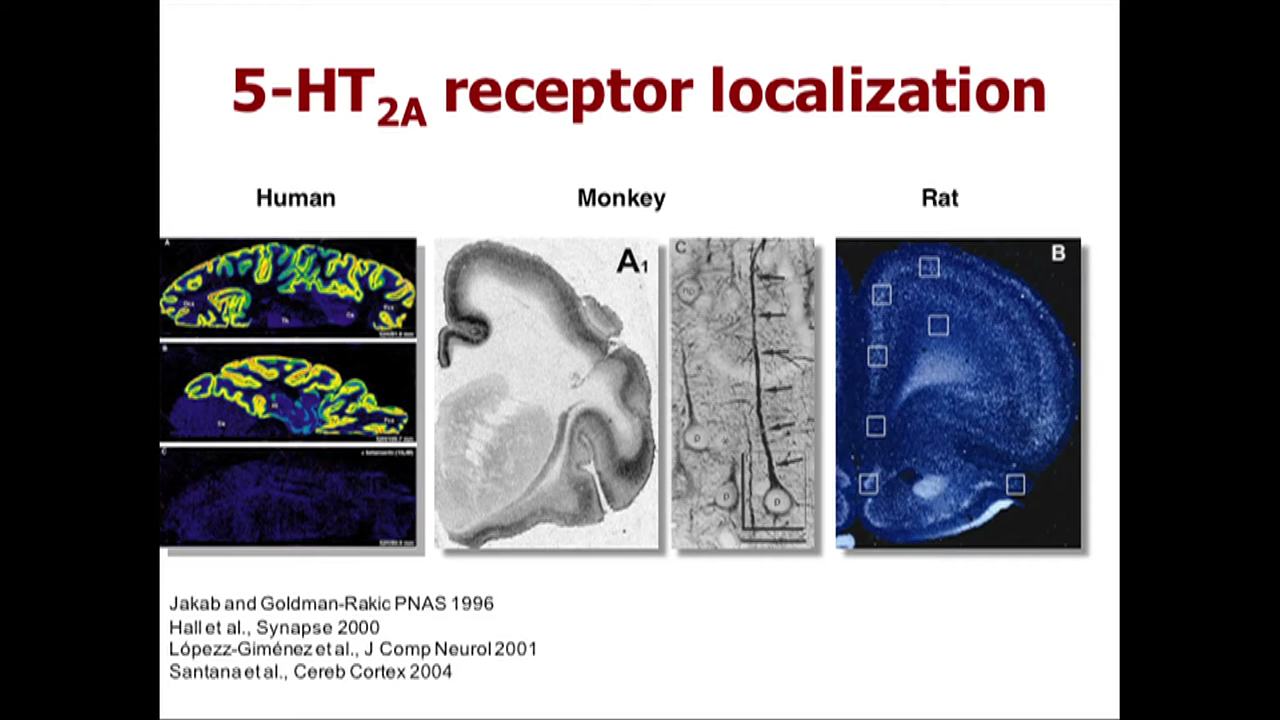 5-HT2A receptor localization
Human
Monkey
Rat
A
A1
C
B
D
D
D
Jakab and Goldman-Rakic PNAS 1996
Hall et al., Synapse 2000
Lópezz-Giménez et al., J Comp Neurol 2001
Santana et al., Cereb Cortex 2004